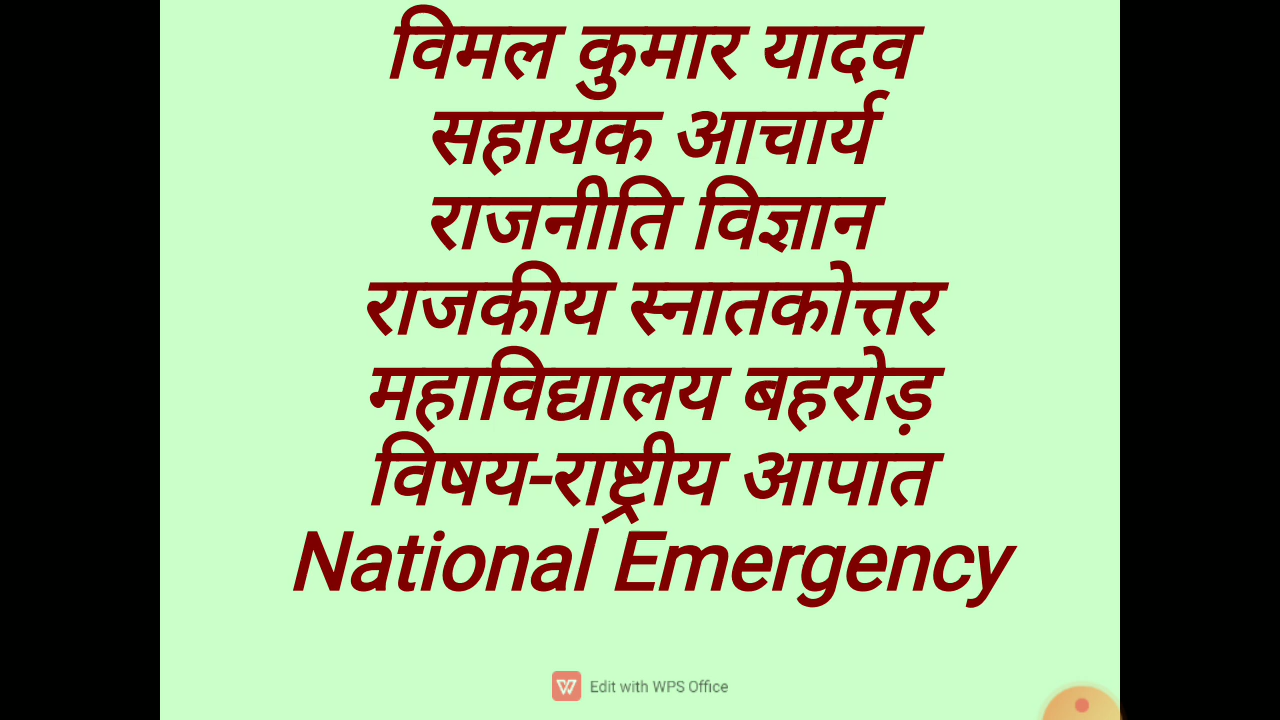 विमल कुमार यादव
सहायक आचार्य
राजनीति विज्ञान
राजकीय स्नातकोत्तर
महाविद्यालय बहरोड़
विषय-राष्ट्रीय आपात
National Emergency
Edit with WPS Office